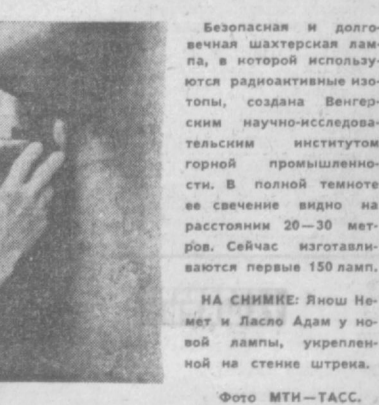 Безопасная и долго-
вечная шахтерская лам-
па, в которой использу-
ются радиоактивные изо-
топы, создана Венгер-
ским научно-исследова-
тельским институтом
горной промышленно-
сти. В полной темноте
ее свечение видно на
расстоянии 20—30 мет-
ров. Сейчас изготавли-
ваются первые 150 ламп.
НА СНИМКЕ: Янош Не-
мет и Ласло Адам у но-
вой лампы, укреплен-
ной на стенке штрека.
Фото МТИ—ТАСС.